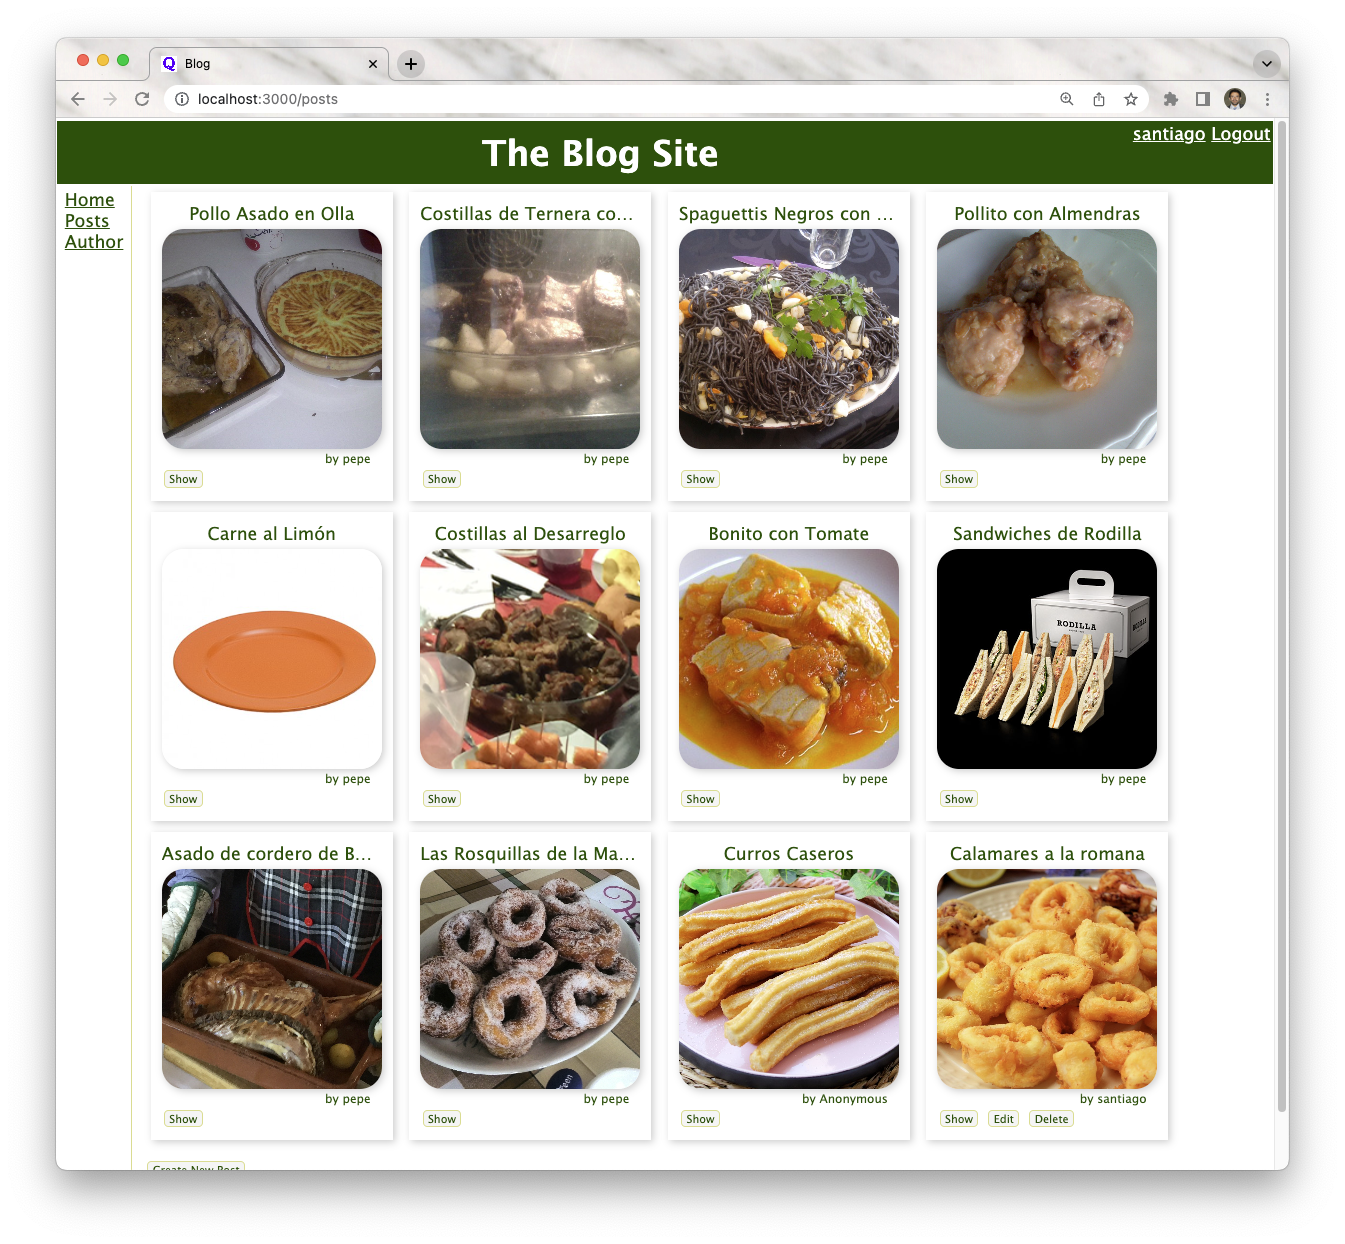 Blog
localhost:3000/posts
santiago Logout
The Blog Site
Home
Posts
Author
Pollo Asado en Olla
Costillas de Ternera co...
Spaguettis Negros con ...
Pollito con Almendras
by pepe
by pepe
by pepe
by pepe
Show
Show
Show
Show
Carne al Limón
Costillas al Desarreglo
Bonito con Tomate
Sandwiches de Rodilla
RODILLA
by pepe
by pepe
by pepe
by pepe
Show
Show
Show
Show
Asado de cordero de B...
Las Rosquillas de la Ma...
Curros Caseros
Calamares a la romana
by pepe
by pepe
by Anonymous
by santiago
Show
Show
Show
Show Edit Delete
Create New Post